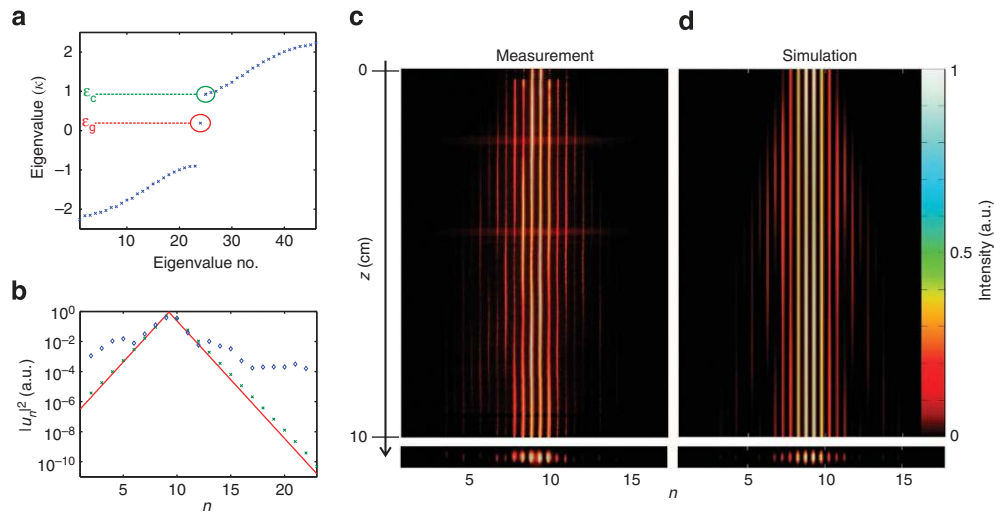 a
Eigenvalue (κ)
2
1
0
−1
−2
ε_c
ε_g
10 20 30 40
Eigenvalue no.
b
|u_n|^2 (a.u.)
10^0
10^−2
10^−4
10^−6
10^−8
10^−10
5 10 15 20
n
c
Measurement
0
z (cm)
10
5 10 15
n
d
Simulation
5 10 15
1
0.5
0
Intensity (a.u.)